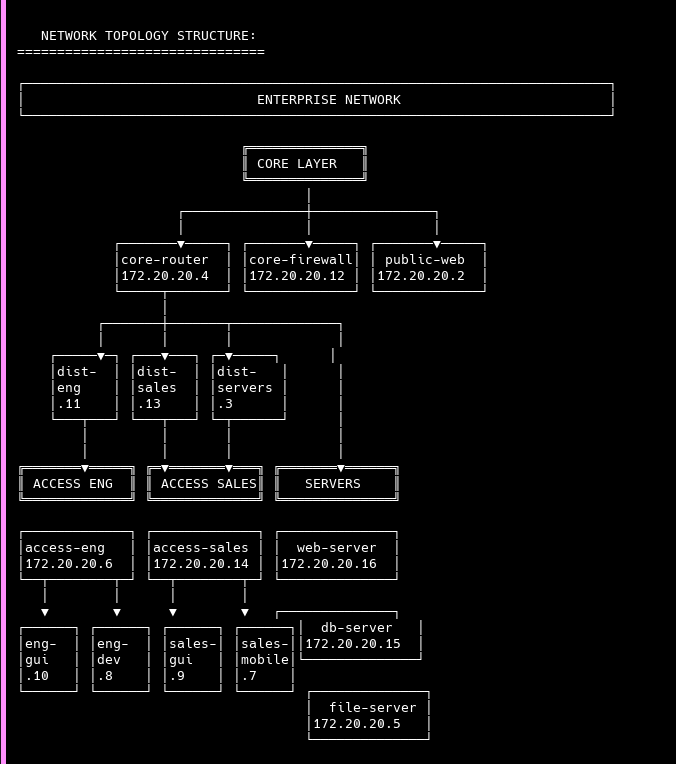 NETWORK TOPOLOGY STRUCTURE:
===============================
ENTERPRISE NETWORK
CORE LAYER
core-router core-firewall public-web
172.20.20.4 172.20.20.12 172.20.20.2
dist- dist- dist-
eng sales servers
.11 .13 .3
ACCESS ENG ACCESS SALES SERVERS
access-eng access-sales web-server
172.20.20.6 172.20.20.14 172.20.20.16
db-server
eng- eng- sales- sales- 172.20.20.15
gui dev gui mobile
.10 .8 .9 .7
file-server
172.20.20.5